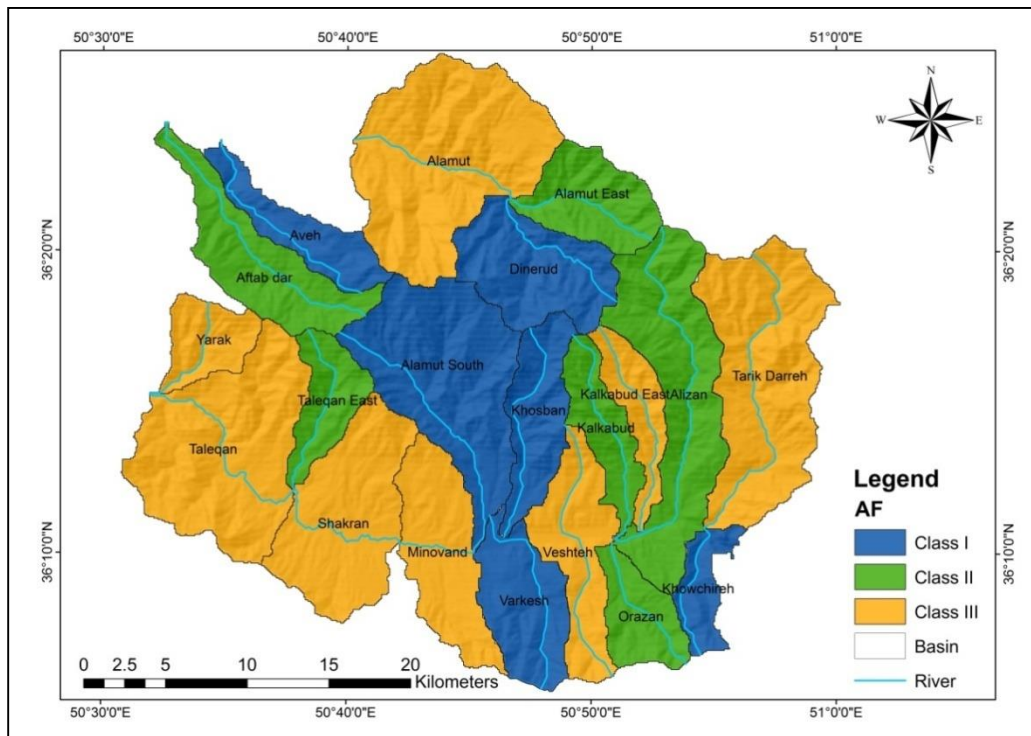 50°30'0"E
50°40'0"E
50°50'0"E
51°0'0"E
N
W
E
S
36°20'0"N
36°20'0"N
36°10'0"N
36°10'0"N
Alamut
Alamut East
Aveh
Dinerud
Aftab dar
Yarak
Alamut South
Tarik Darreh
Taleqan East
Khosban
Kalkabud East
Alizan
Kalkabud
Taleqan
Shakran
Minovand
Veshteh
Varkesh
Khowchireh
Orazan
Legend
AF
Class I
Class II
Class III
Basin
River
0 2.5 5 10 15 20
Kilometers
50°30'0"E
50°40'0"E
50°50'0"E
51°0'0"E